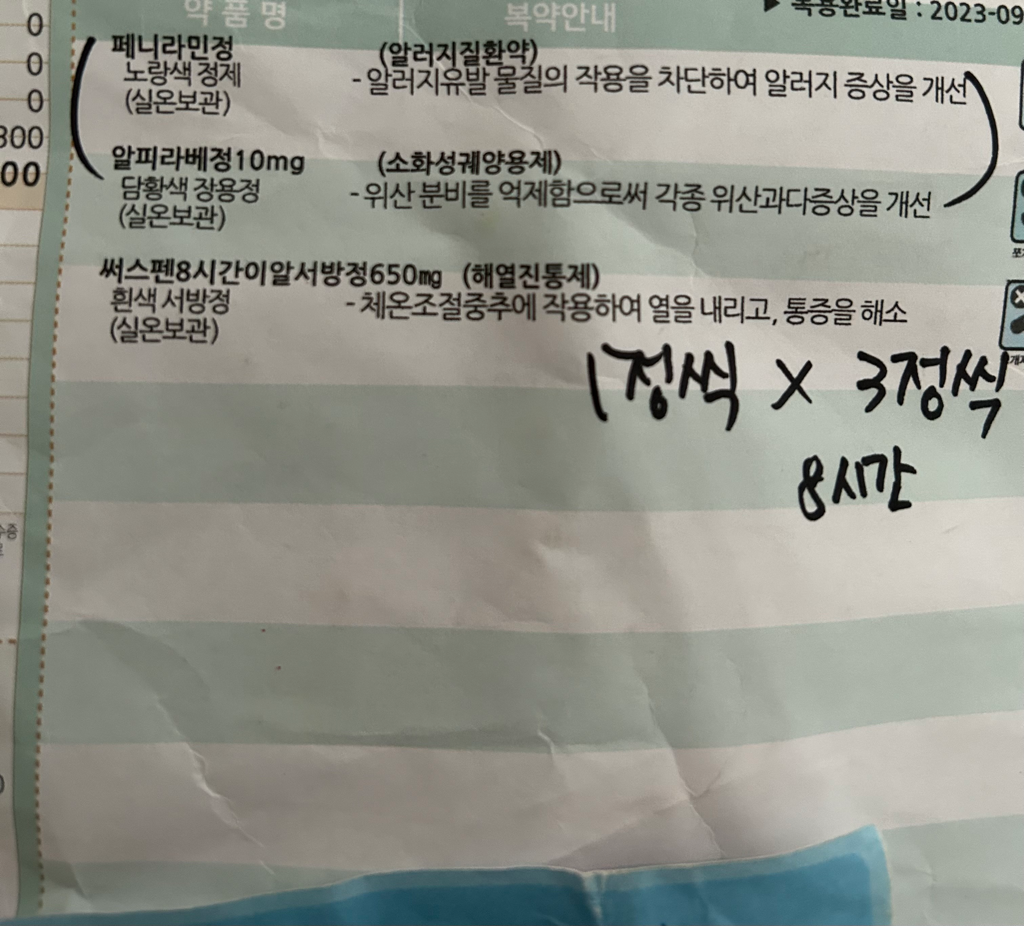 약 품 명 복약안내 ▶ 복용완료일 : 2023-09
0
0
0
300
00
페니라민정 (알러지질환약)
노랑색 정제 - 알러지유발 물질의 작용을 차단하여 알러지 증상을 개선
(실온보관)
알피라베정10mg (소화성궤양용제)
담황색 장용정 - 위산 분비를 억제함으로써 각종 위산과다증상을 개선
(실온보관)
써스펜8시간이알서방정650mg (해열진통제)
흰색 서방정 - 체온조절중추에 작용하여 열을 내리고, 통증을 해소
(실온보관)
1정씩 X 3정씩
8시간